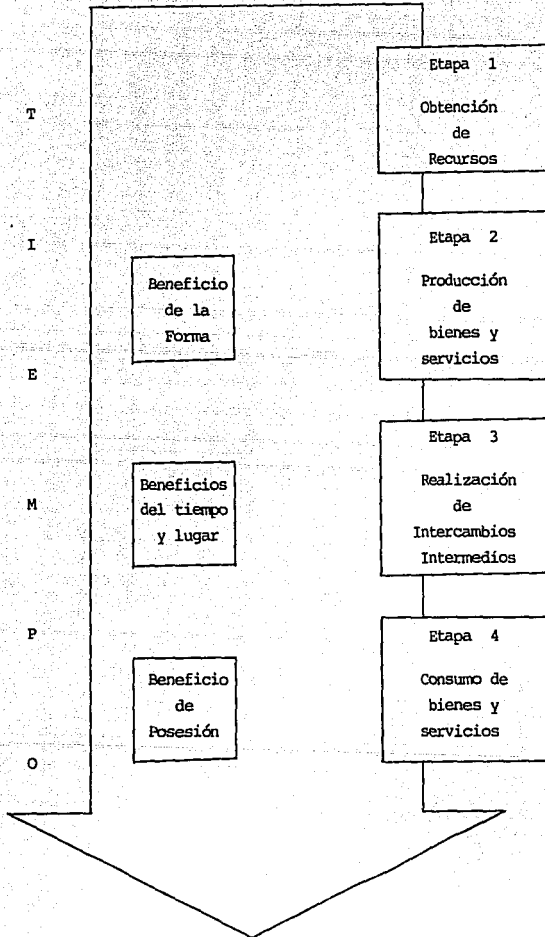 T
I
E
M
P
O
Etapa 1
Obtención
de
Recursos
Etapa 2
Producción
de
bienes y
servicios
Beneficio
de la
Forma
Etapa 3
Realización
de
Intercambios
Intermedios
Beneficios
del tiempo
y lugar
Etapa 4
Consumo de
bienes y
servicios
Beneficio
de
Posesión